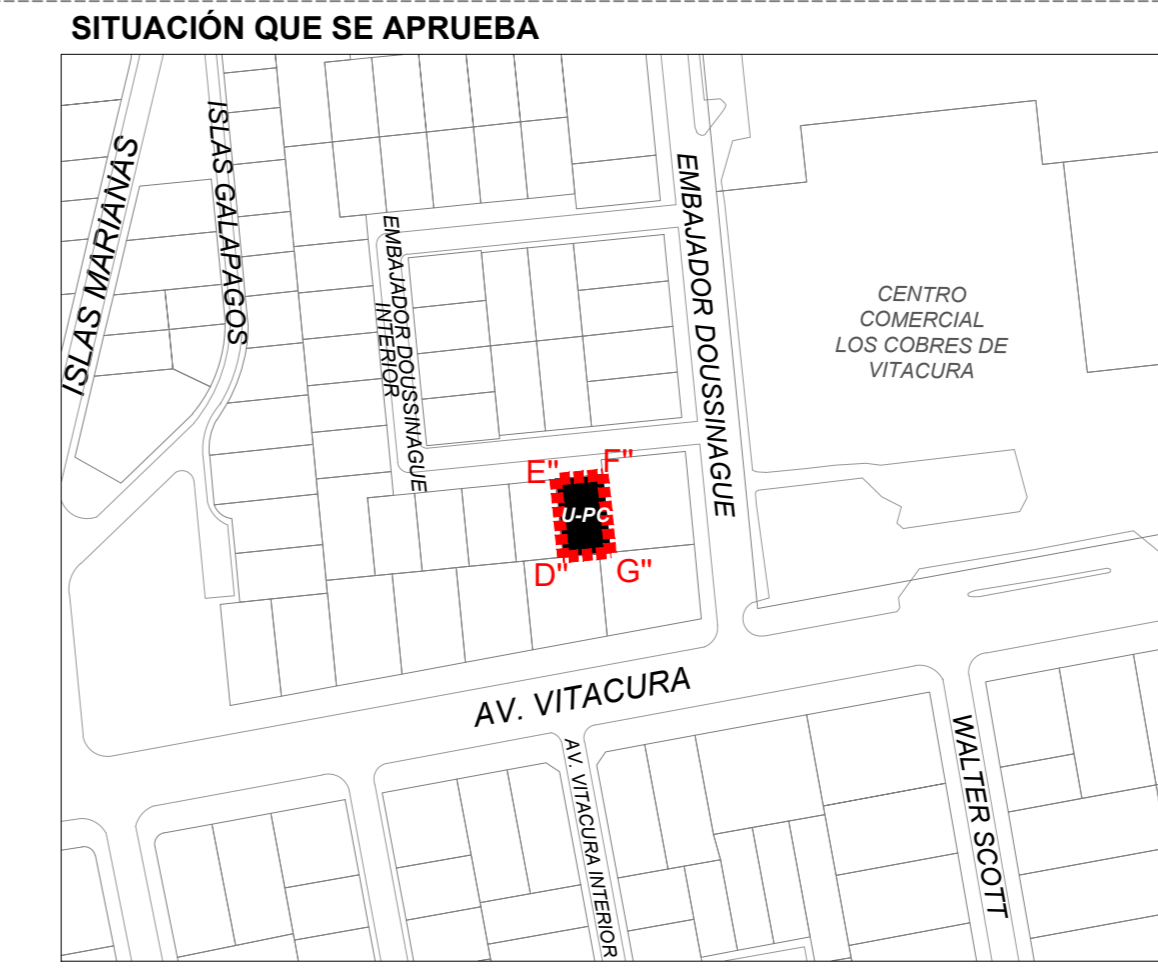 SITUACIÓN QUE SE APRUEBA
ISLAS MARIANAS
ISLAS GALAPAGOS
EMBAJADOR DOUSSINAGUE
INTERIOR
EMBAJADOR DOUSSINAGUE
CENTRO
COMERCIAL
LOS COBRES DE
VITACURA
E"
F"
U-PC
D"
G"
AV. VITACURA
AV. VITACURA INTERIOR
WALTER SCOTT